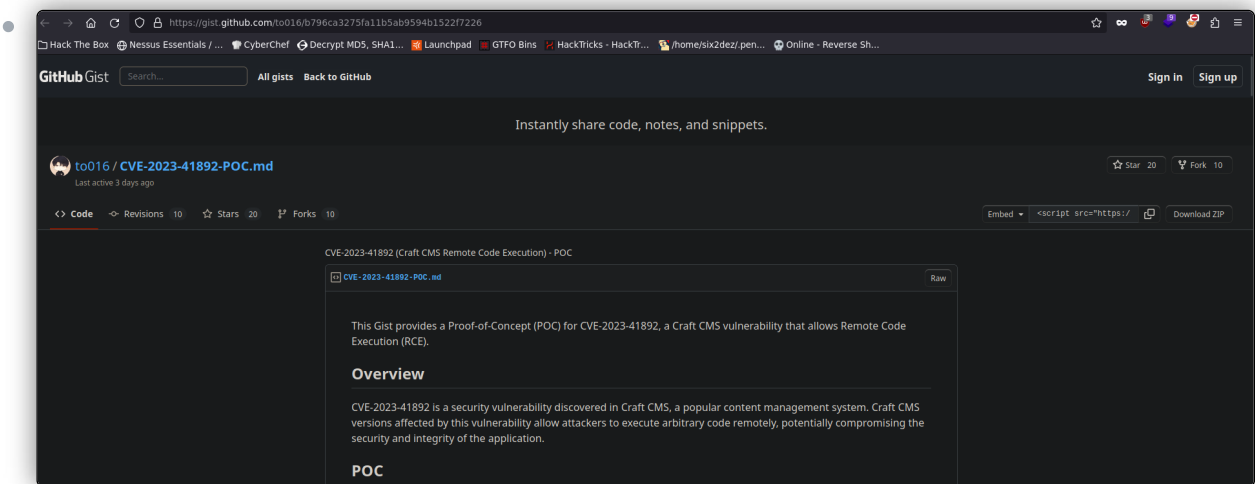 https://gist.github.com/to016/b796ca3275fa11b5ab9594b1522f7226
3 9
Hack The Box Nessus Essentials / ... CyberChef Decrypt MD5, SHA1... Launchpad GTFO Bins HackTricks - HackTr... /home/six2dez/.pen... Online - Reverse Sh...
GitHub Gist Search... All gists Back to GitHub Sign in Sign up
Instantly share code, notes, and snippets.
to016 / CVE-2023-41892-POC.md Star 20 Fork 10
Last active 3 days ago
<> Code Revisions 10 Stars 20 Forks 10 Embed <script src="https:/ Download ZIP
CVE-2023-41892 (Craft CMS Remote Code Execution) - POC
CVE-2023-41892-POC.md Raw
This Gist provides a Proof-of-Concept (POC) for CVE-2023-41892, a Craft CMS vulnerability that allows Remote Code
Execution (RCE).
Overview
CVE-2023-41892 is a security vulnerability discovered in Craft CMS, a popular content management system. Craft CMS
versions affected by this vulnerability allow attackers to execute arbitrary code remotely, potentially compromising the
security and integrity of the application.
POC